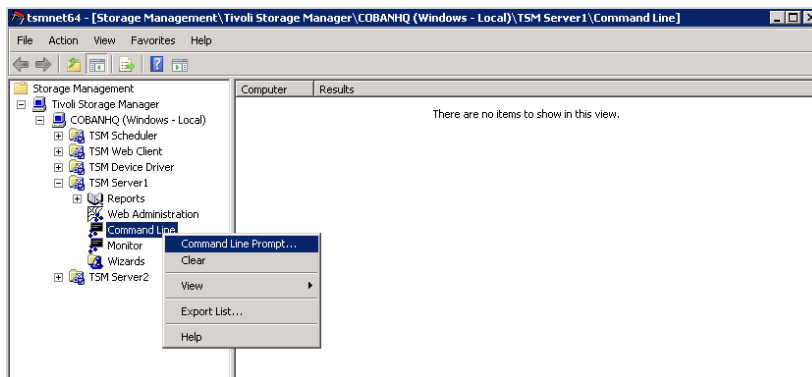 tsmnet64 - [Storage Management\Tivoli Storage Manager\COBANHQ (Windows - Local)\TSM Server1\Command Line]
File Action View Favorites Help
Storage Management
Tivoli Storage Manager
COBANHQ (Windows - Local)
TSM Scheduler
TSM Web Client
TSM Device Driver
TSM Server1
Reports
Web Administration
Command Line
Monitor
Wizards
TSM Server2
Command Line Prompt...
Clear
View
Export List...
Help
Computer Results
There are no items to show in this view.